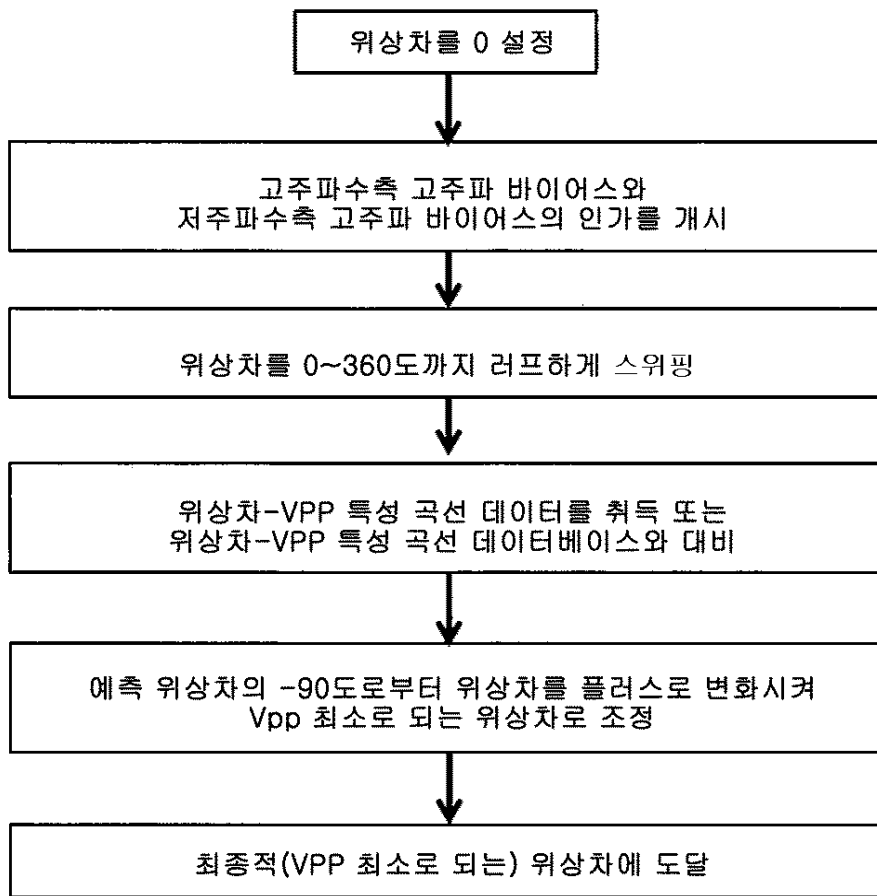 위상차를 0 설정
고주파수측 고주파 바이어스와
저주파수측 고주파 바이어스의 인가를 개시
위상차를 0~360도까지 러프하게 스위핑
위상차-VPP 특성 곡선 데이터를 취득 또는
위상차-VPP 특성 곡선 데이터베이스와 대비
예측 위상차의 -90도로부터 위상차를 플러스로 변화시켜
Vpp 최소로 되는 위상차로 조정
최종적(VPP 최소로 되는) 위상차에 도달